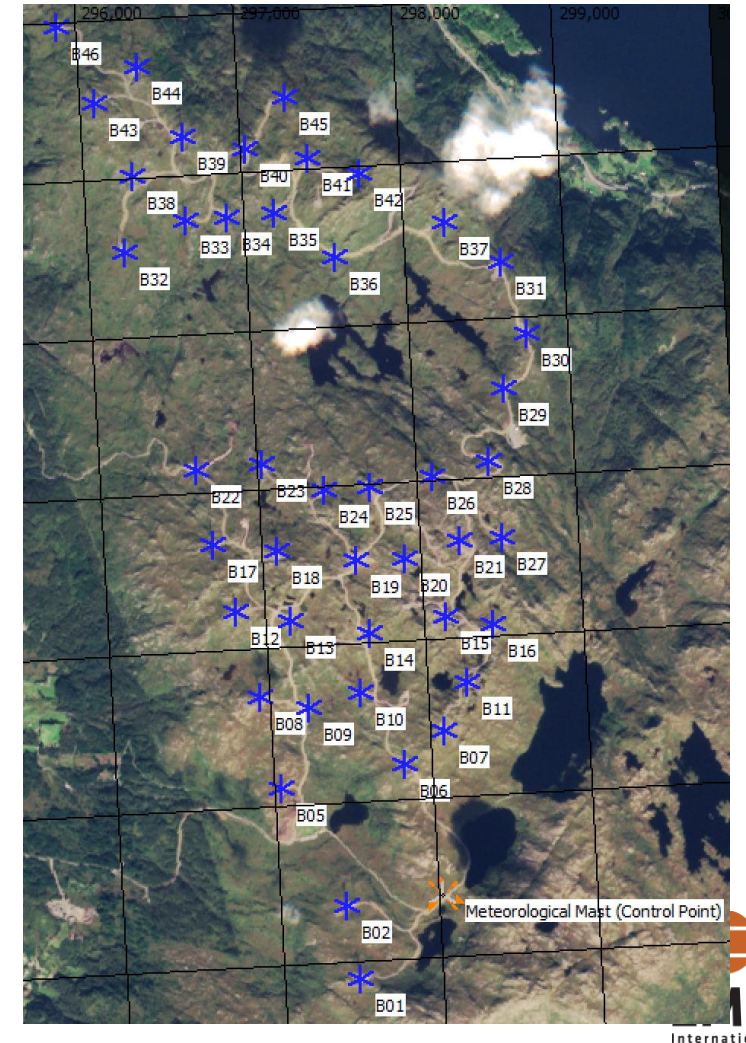 296,000
297,000
298,000
299,000
B46
B44
B43
B45
B39
B40
B41
B42
B38
B33
B34
B35
B37
B32
B36
B31
B30
B29
B22
B23
B24
B25
B26
B28
B17
B18
B19
B20
B21
B27
B12
B13
B14
B15
B16
B08
B09
B10
B11
B07
B06
B05
Meteorological Mast (Control Point)
B02
B01
Internatio